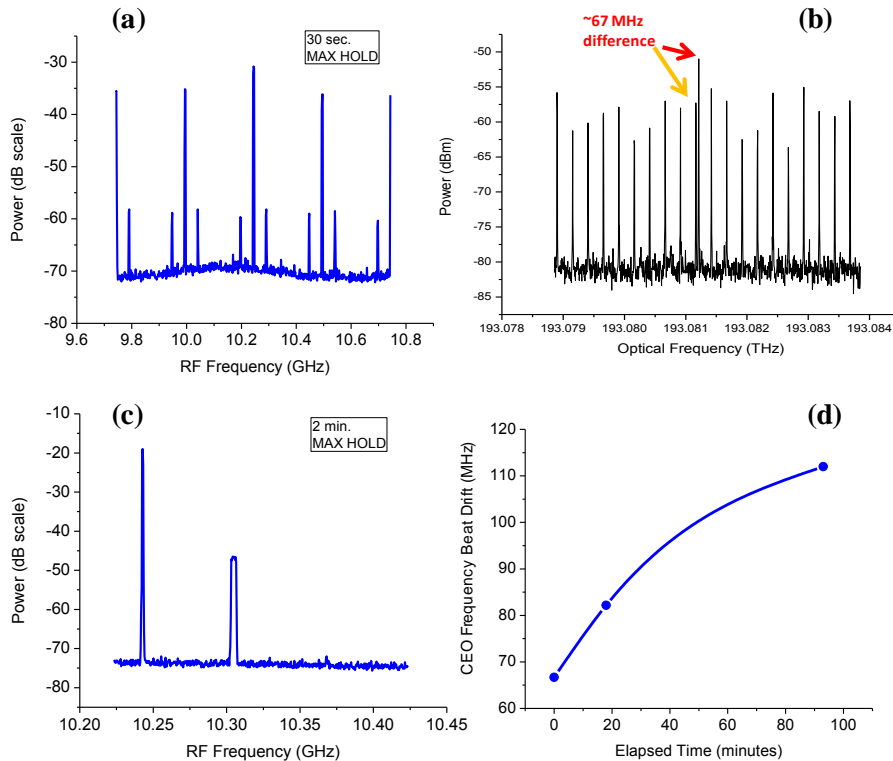 (a)
30 sec.
MAX HOLD
-30
-40
-50
-60
-70
-80
Power (dB scale)
9.6 9.8 10.0 10.2 10.4 10.6 10.8
RF Frequency (GHz)
(b)
~67 MHz
difference
-50
-55
-60
-65
-70
-75
-80
-85
Power (dBm)
193.078 193.079 193.080 193.081 193.082 193.083 193.084
Optical Frequency (THz)
(c)
2 min.
MAX HOLD
-10
-20
-30
-40
-50
-60
-70
-80
Power (dB scale)
10.20 10.25 10.30 10.35 10.40 10.45
RF Frequency (GHz)
(d)
120
110
100
90
80
70
60
CEO Frequency Beat Drift (MHz)
0 20 40 60 80 100
Elapsed Time (minutes)